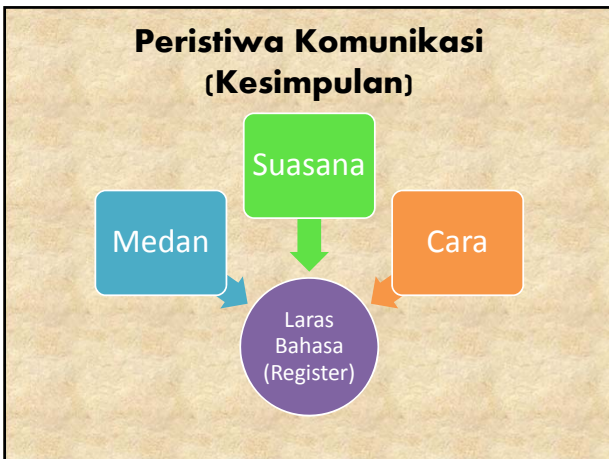 Peristiwa Komunikasi
(Kesimpulan)
Suasana
Medan
Cara
Laras
Bahasa
(Register)